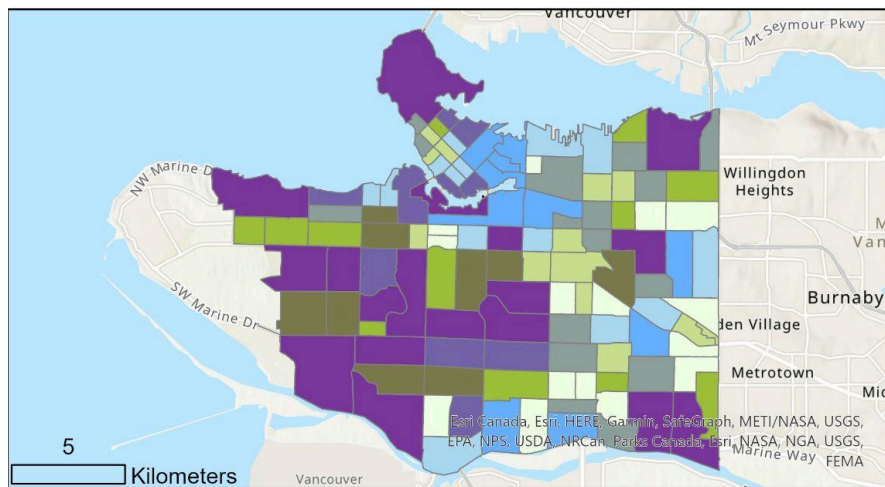 Vancouver
Mt Seymour Pkwy
NW Marine D
Willingdon
Heights
M
Van
SW Marine Dr
Burnaby
den Village
Metrotown
Mic
Esri Canada, Esri, HERE, Garmin, SafeGraph, METI/NASA, USGS,
EPA, NPS, USDA, NRCan, Parks Canada, Esri, NASA, NGA, USGS,
FEMA
Marine Way
5
Kilometers
Vancouver